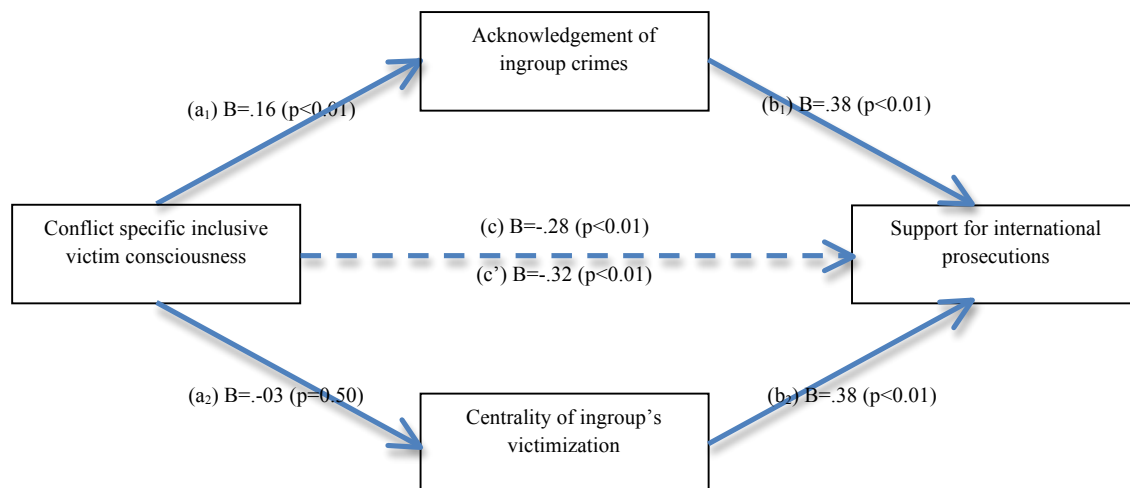 Acknowledgement of
ingroup crimes
(a₁) B=.16 (p<0.01)
(b₁) B=.38 (p<0.01)
Conflict specific inclusive
victim consciousness
(c) B=-.28 (p<0.01)
(c’) B=-.32 (p<0.01)
Support for international
prosecutions
(a₂) B=.-03 (p=0.50)
(b₂) B=.38 (p<0.01)
Centrality of ingroup’s
victimization